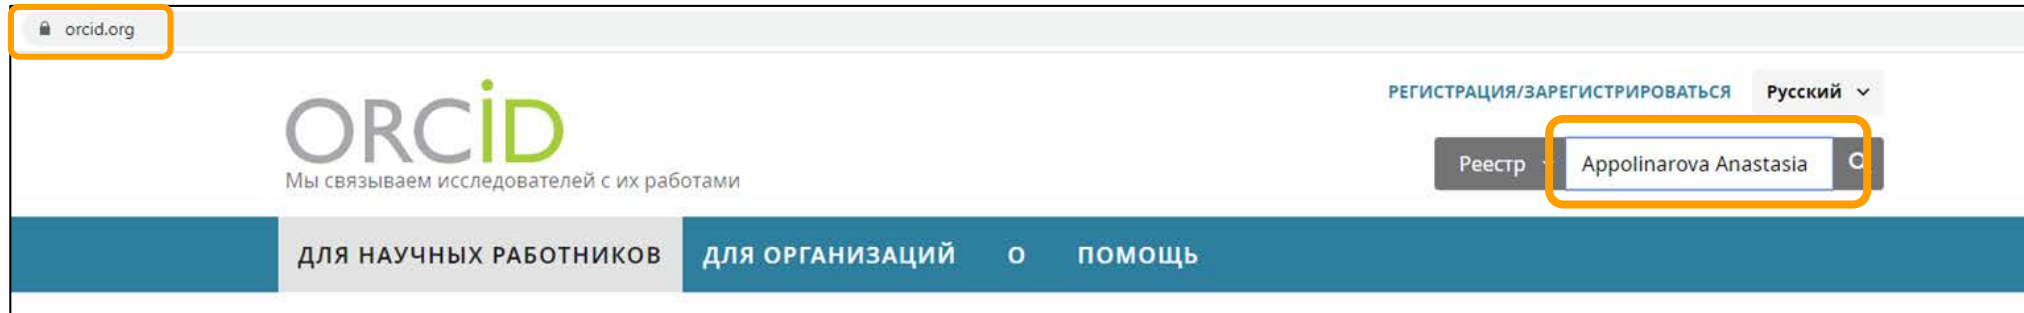 orcid.org
РЕГИСТРАЦИЯ/ЗАРЕГИСТРИРОВАТЬСЯ Русский
ORCID
Реестр Appolinarova Anastasia
Мы связываем исследователей с их работами
ДЛЯ НАУЧНЫХ РАБОТНИКОВ ДЛЯ ОРГАНИЗАЦИЙ О ПОМОЩЬ